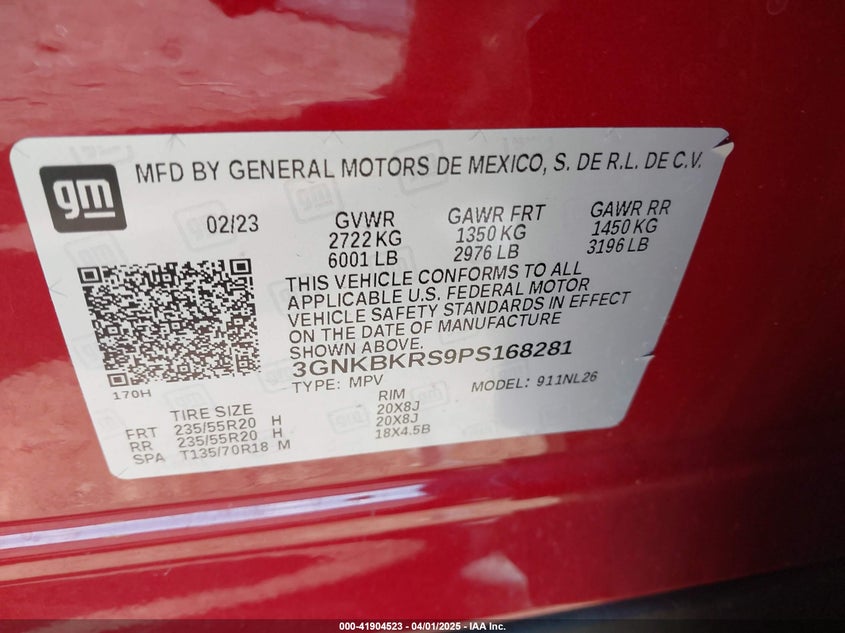 gm
MFD BY GENERAL MOTORS DE MEXICO, S. DE R.L. DE C.V.
02/23 GVWR GAWR FRT GAWR RR
2722 KG 1350 KG 1450 KG
6001 LB 2976 LB 3196 LB
THIS VEHICLE CONFORMS TO ALL
APPLICABLE U.S. FEDERAL MOTOR
VEHICLE SAFETY STANDARDS IN EFFECT
ON THE DATE OF MANUFACTURE
SHOWN ABOVE.
3GNKBKRS9PS168281
TYPE: MPV MODEL: 911NL26
170H
TIRE SIZE RIM
FRT 235/55R20 H 20X8J
RR 235/55R20 H 20X8J
SPA T135/70R18 M 18X4.5B
000-41904523 - 04/01/2025 - IAA Inc.